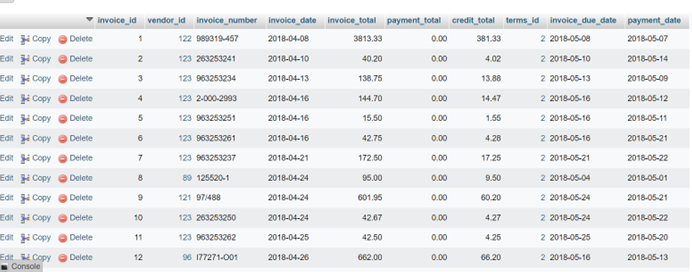 invoice_id vendor_id invoice_number invoice_date invoice_total payment_total credit_total terms_id invoice_due_date payment_date
Edit Copy Delete 1 122 989319-457 2018-04-08 3813.33 0.00 381.33 2 2018-05-08 2018-05-07
Edit Copy Delete 2 123 263253241 2018-04-10 40.20 0.00 4.02 2 2018-05-10 2018-05-14
Edit Copy Delete 3 123 963253234 2018-04-13 138.75 0.00 13.88 2 2018-05-13 2018-05-09
Edit Copy Delete 4 123 2-000-2993 2018-04-16 144.70 0.00 14.47 2 2018-05-16 2018-05-12
Edit Copy Delete 5 123 963253251 2018-04-16 15.50 0.00 1.55 2 2018-05-16 2018-05-11
Edit Copy Delete 6 123 963253261 2018-04-16 42.75 0.00 4.28 2 2018-05-16 2018-05-21
Edit Copy Delete 7 123 963253237 2018-04-21 172.50 0.00 17.25 2 2018-05-21 2018-05-22
Edit Copy Delete 8 89 125520-1 2018-04-24 95.00 0.00 9.50 2 2018-05-04 2018-05-01
Edit Copy Delete 9 121 97/488 2018-04-24 601.95 0.00 60.20 2 2018-05-24 2018-05-21
Edit Copy Delete 10 123 263253250 2018-04-24 42.67 0.00 4.27 2 2018-05-24 2018-05-22
Edit Copy Delete 11 123 963253262 2018-04-25 42.50 0.00 4.25 2 2018-05-25 2018-05-20
Edit Copy Delete 12 96 I77271-O01 2018-04-26 662.00 0.00 66.20 2 2018-05-16 2018-05-13
Console